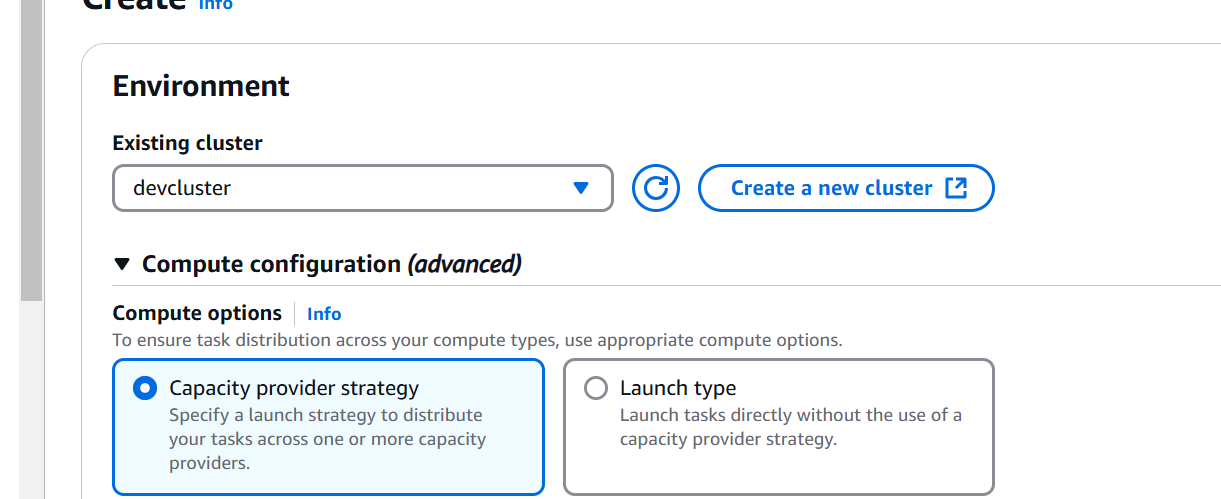 Create Info
Environment
Existing cluster
devcluster
Create a new cluster
Compute configuration (advanced)
Compute options Info
To ensure task distribution across your compute types, use appropriate compute options.
Capacity provider strategy
Specify a launch strategy to distribute
your tasks across one or more capacity
providers.
Launch type
Launch tasks directly without the use of a
capacity provider strategy.